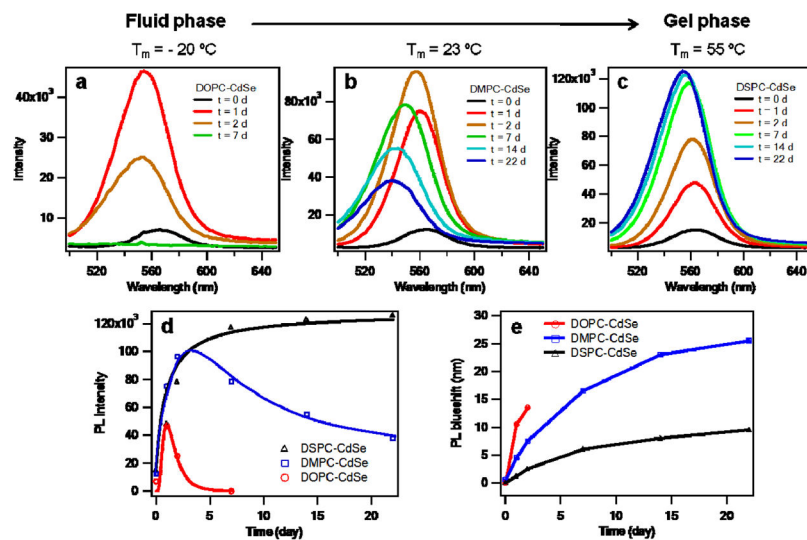 Fluid phase
Gel phase
Tm = - 20 ºC
Tm = 23 ºC
Tm = 55 ºC
a
DOPC-CdSe
t = 0 d
t = 1 d
t = 2 d
t = 7 d
40x10³
30
20
10
Intensity
520
560
600
640
Wavelength (nm)
b
DMPC-CdSe
t = 0 d
t = 1 d
t = 2 d
t = 7 d
t = 14 d
t = 22 d
80x10³
60
40
20
Intensity
520
560
600
640
Wavelength (nm)
c
DSPC-CdSe
t = 0 d
t = 1 d
t = 2 d
t = 7 d
t = 14 d
t = 22 d
120x10³
100
80
60
40
20
Intensity
520
560
600
640
Wavelength (nm)
d
120x10³
100
80
60
40
20
0
PL Intensity
DSPC-CdSe
DMPC-CdSe
DOPC-CdSe
0
5
10
15
20
Time (day)
e
DOPC-CdSe
DMPC-CdSe
DSPC-CdSe
30
25
20
15
10
5
0
PL blueshift (nm)
0
5
10
15
20
Time (day)